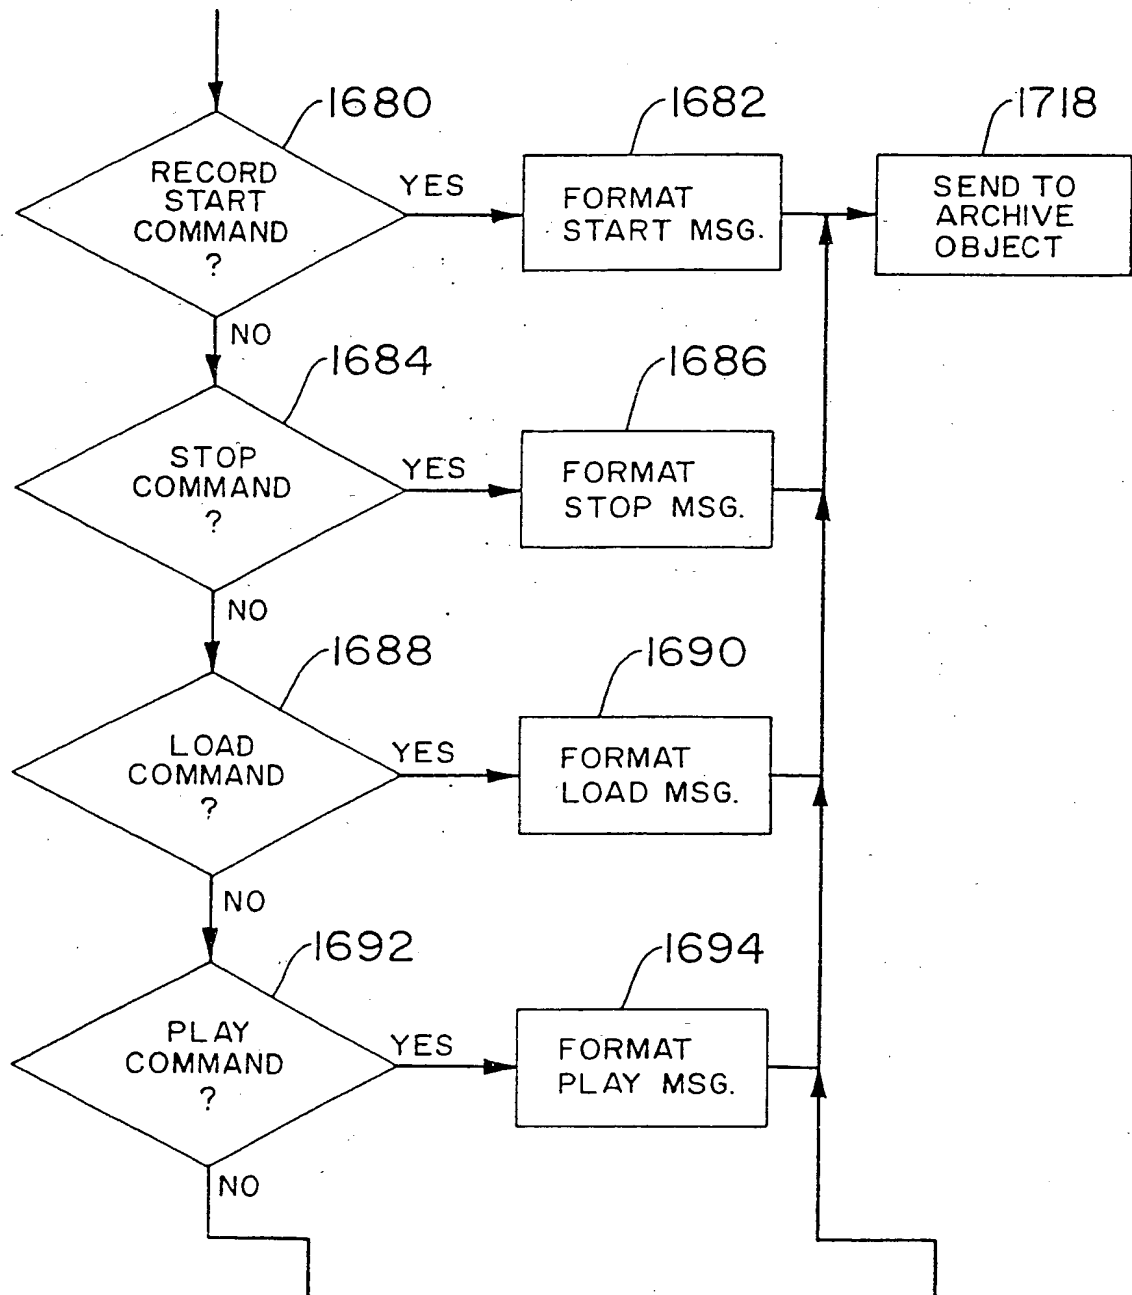 1680
1682
1718
RECORD
START
COMMAND
?
YES
FORMAT
START MSG.
SEND TO
ARCHIVE
OBJECT
NO
1684
1686
STOP
COMMAND
?
YES
FORMAT
STOP MSG.
NO
1688
1690
LOAD
COMMAND
?
YES
FORMAT
LOAD MSG.
NO
1692
1694
PLAY
COMMAND
?
YES
FORMAT
PLAY MSG.
NO